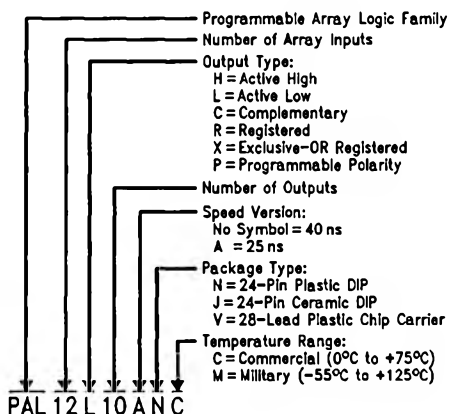 Programmable Array Logic Family
Number of Array Inputs
Output Type:
H = Active High
L = Active Low
C = Complementary
R = Registered
X = Exclusive-OR Registered
P = Programmable Polarity
Number of Outputs
Speed Version:
No Symbol = 40 ns
A = 25 ns
Package Type:
N = 24-Pin Plastic DIP
J = 24-Pin Ceramic DIP
V = 28-Lead Plastic Chip Carrier
Temperature Range:
C = Commercial (0°C to +75°C)
M = Military (-55°C to +125°C)
PAL 12 L 10 A N C